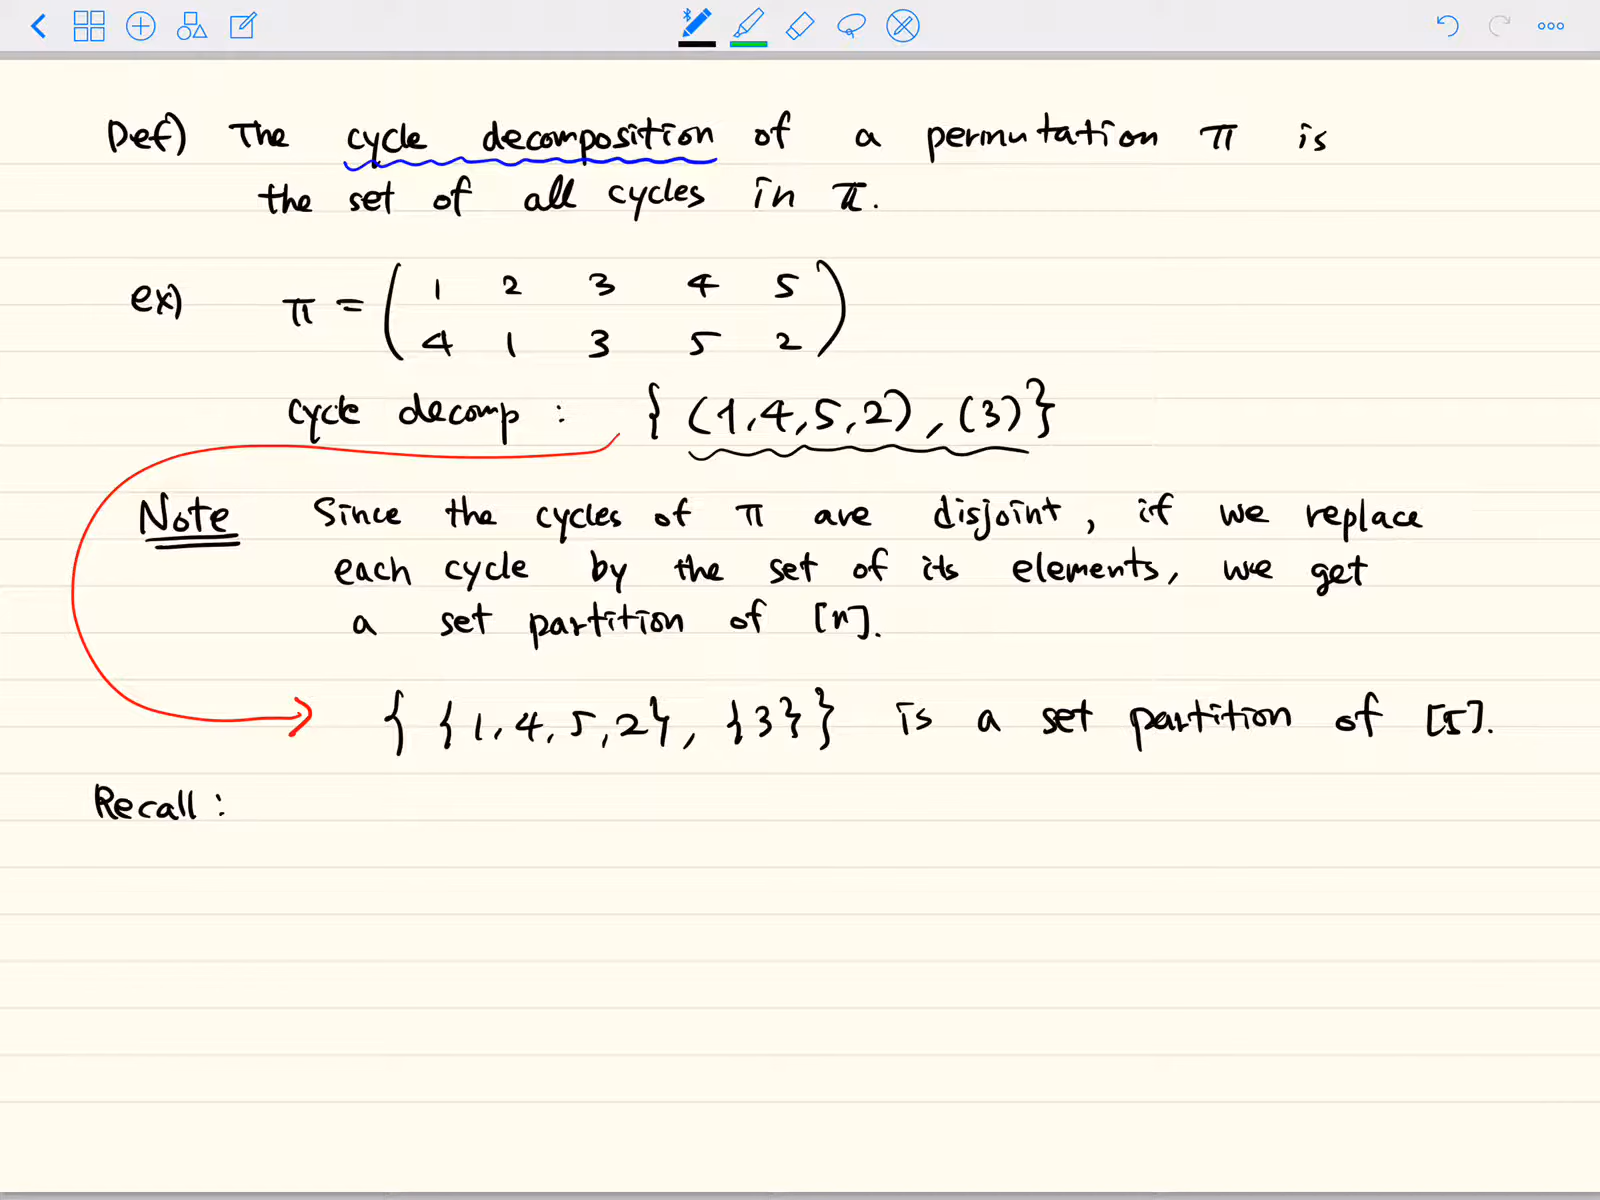 Def) The cycle decomposition of a permutation π is
the set of all cycles in π.
ex) π = ( 1 2 3 4 5
4 1 3 5 2 )
cycle decomp : { (1,4,5,2) , (3) }
Note Since the cycles of π are disjoint, if we replace
each cycle by the set of its elements, we get
a set partition of [n].
{ {1,4,5,2}, {3} } is a set partition of [5].
Recall :